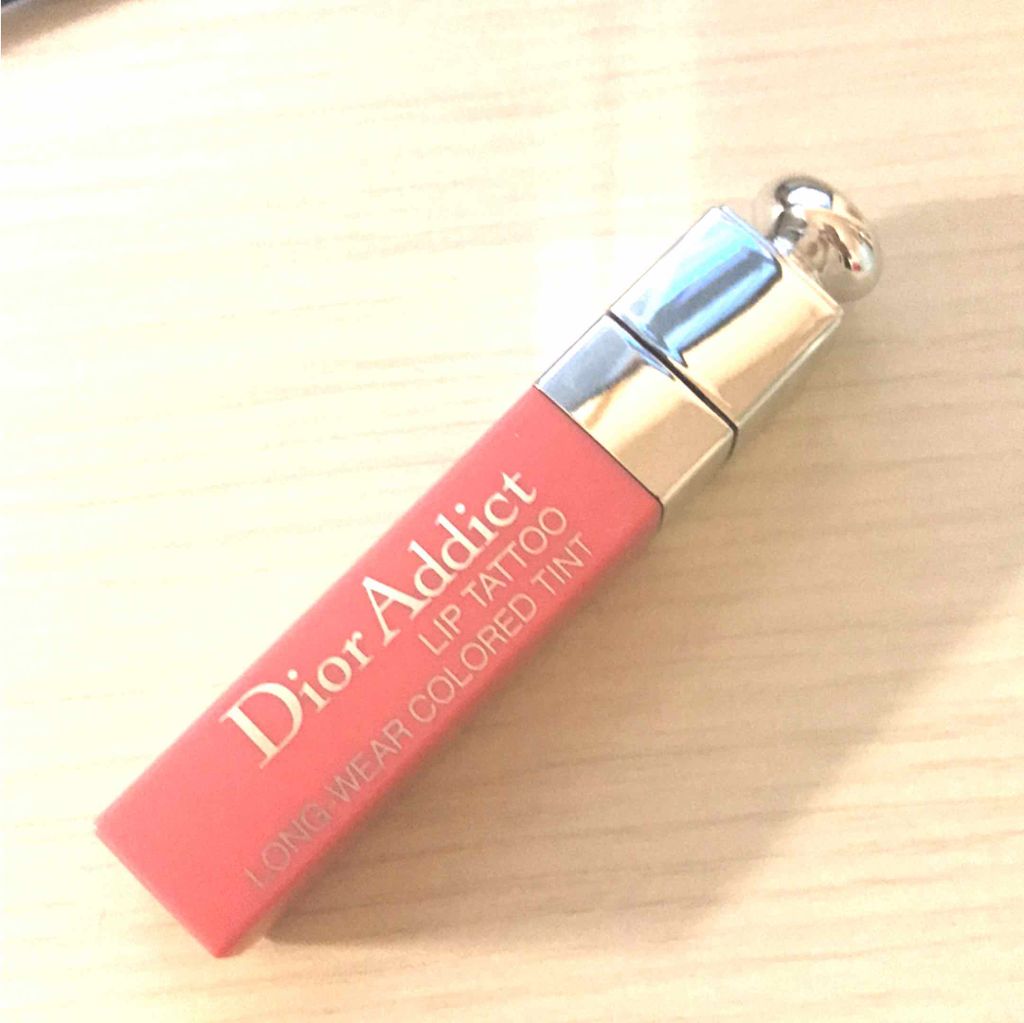 Dior Addict
LIP TATTOO
LONG-WEAR COLORED TINT